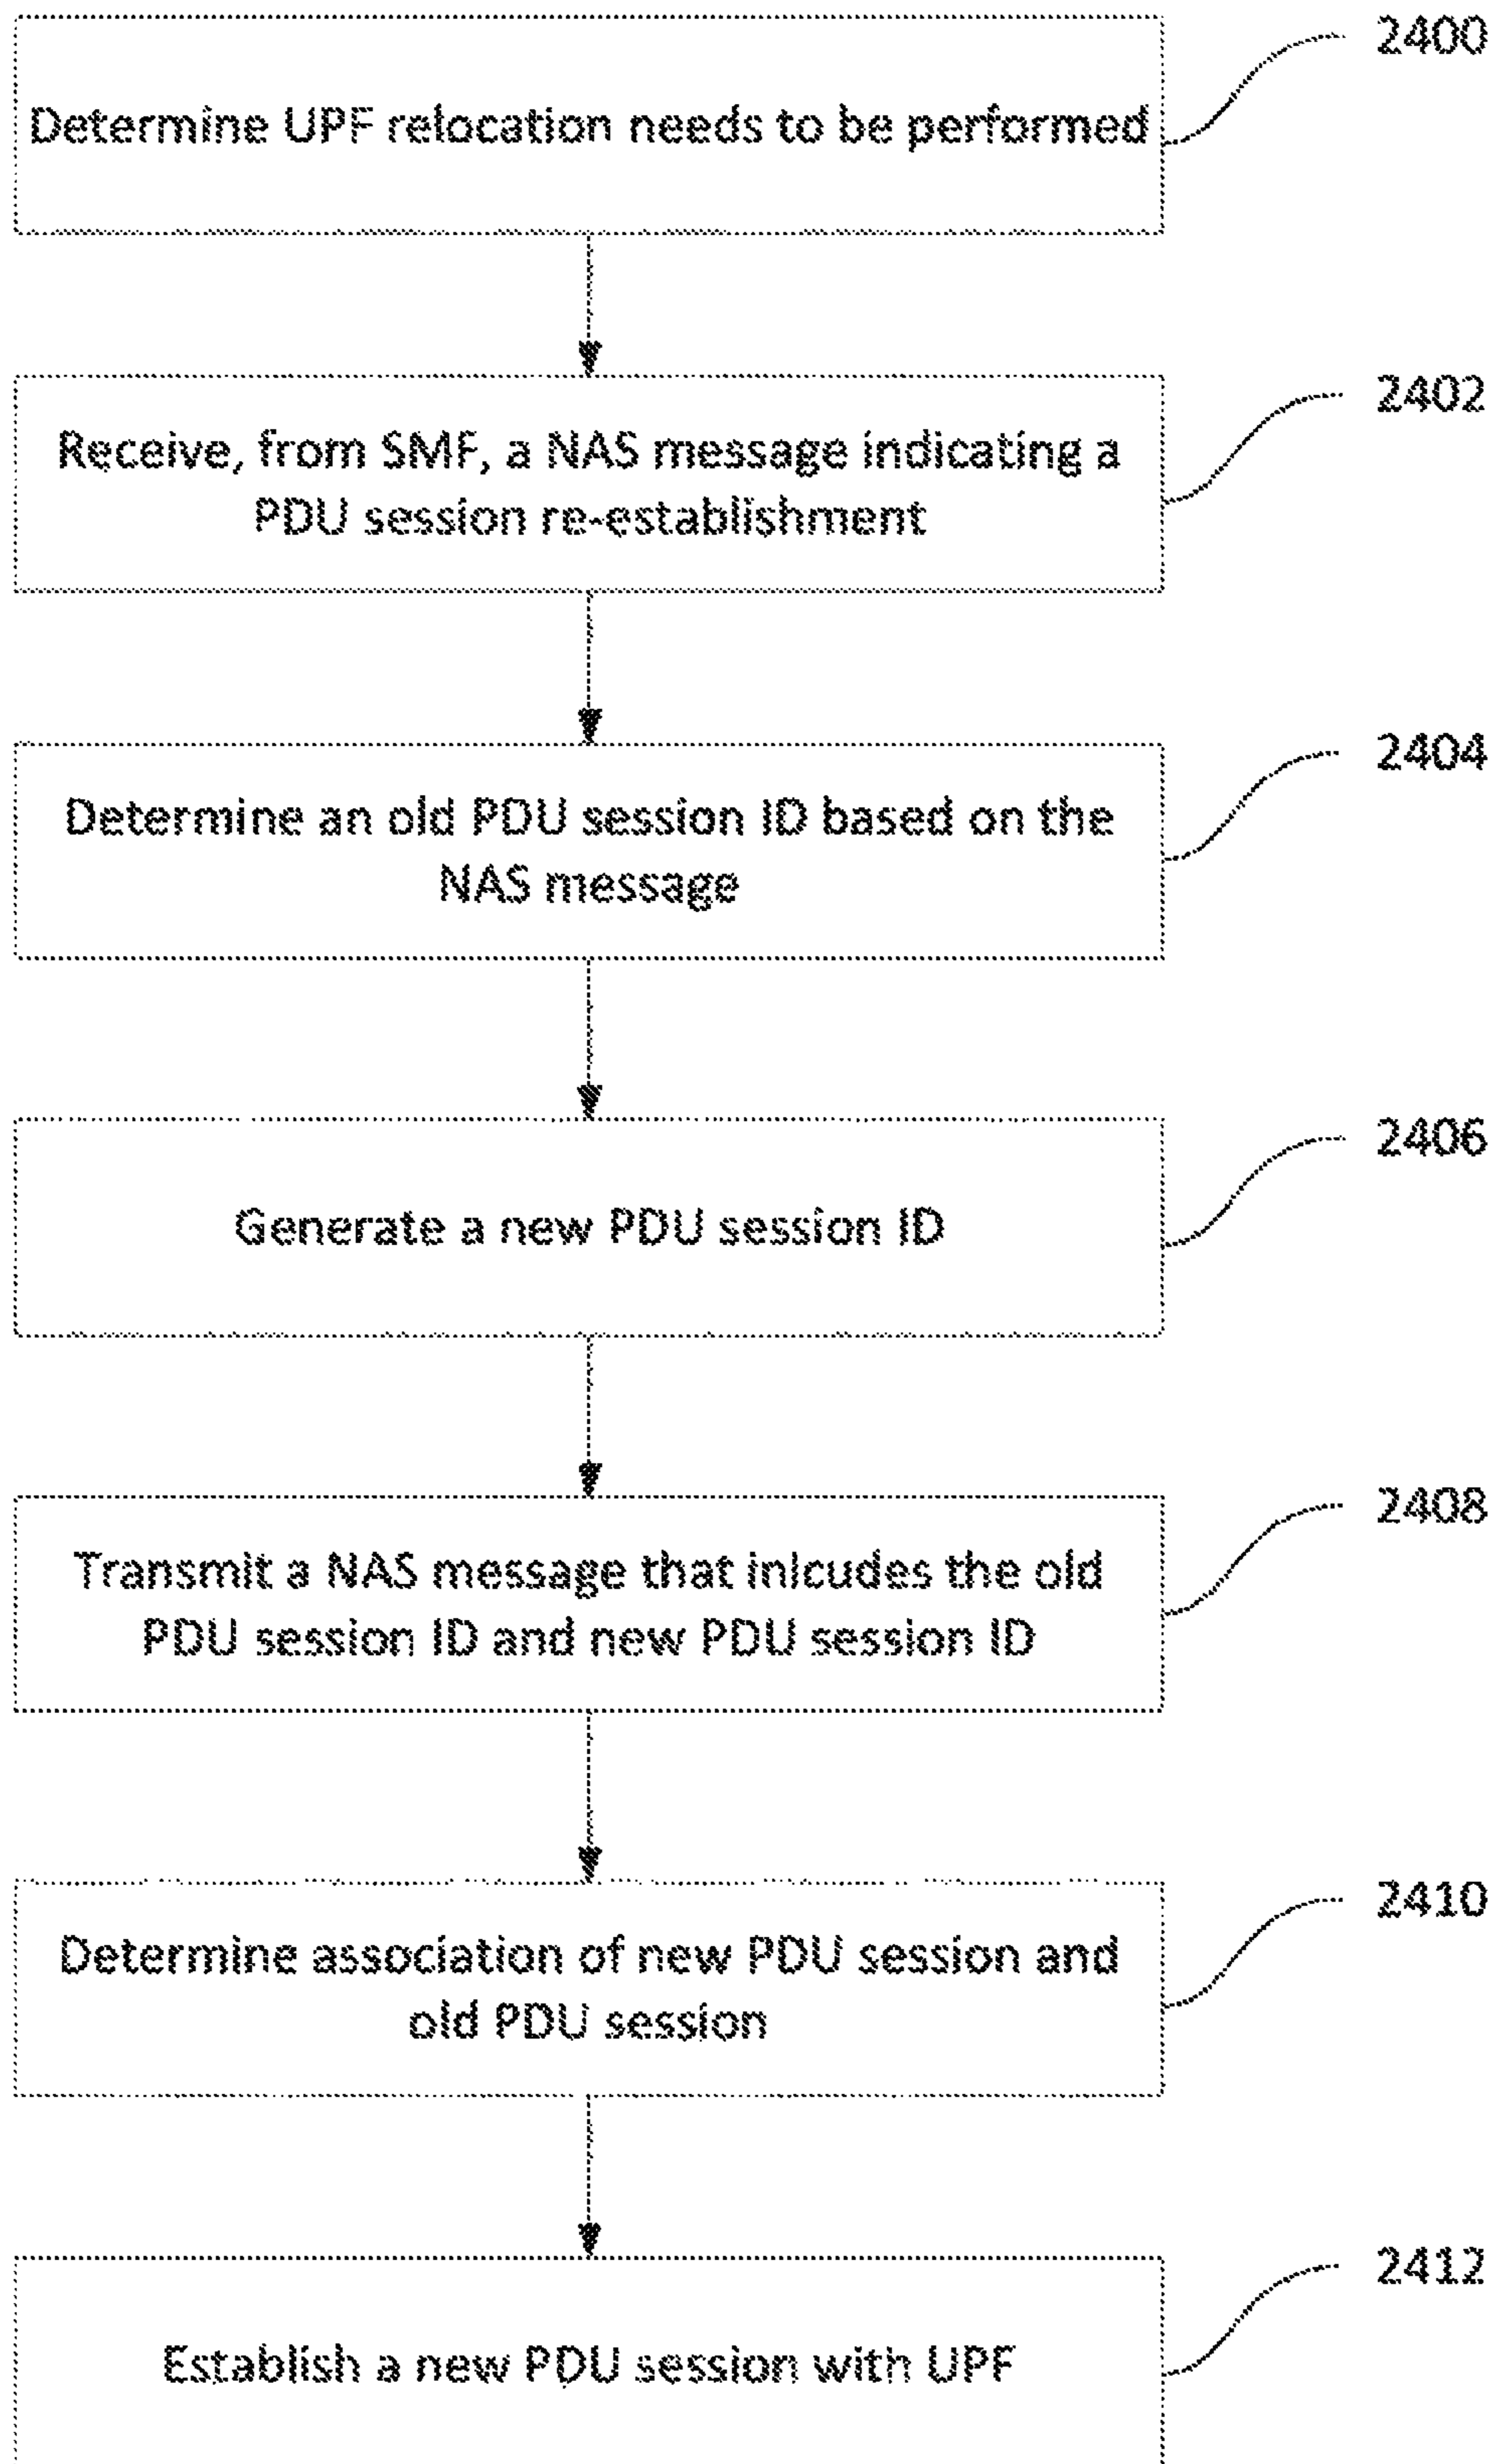 2400
Determine UPF relocation needs to be performed
2402
Receive, from SMF, a NAS message indicating a
PDU session re-establishment
2404
Determine an old PDU session ID based on the
NAS message
2406
Generate a new PDU session ID
2408
Transmit a NAS message that inlcudes the old
PDU session ID and new PDU session ID
2410
Determine association of new PDU session and
old PDU session
2412
Establish a new PDU session with UPF